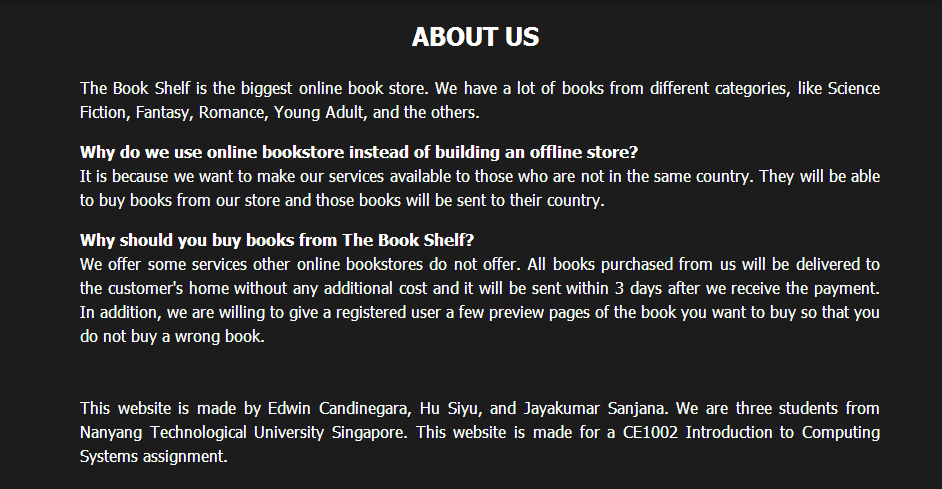 ABOUT US
The Book Shelf is the biggest online book store. We have a lot of books from different categories, like Science
Fiction, Fantasy, Romance, Young Adult, and the others.
Why do we use online bookstore instead of building an offline store?
It is because we want to make our services available to those who are not in the same country. They will be able
to buy books from our store and those books will be sent to their country.
Why should you buy books from The Book Shelf?
We offer some services other online bookstores do not offer. All books purchased from us will be delivered to
the customer's home without any additional cost and it will be sent within 3 days after we receive the payment.
In addition, we are willing to give a registered user a few preview pages of the book you want to buy so that you
do not buy a wrong book.
This website is made by Edwin Candinegara, Hu Siyu, and Jayakumar Sanjana. We are three students from
Nanyang Technological University Singapore. This website is made for a CE1002 Introduction to Computing
Systems assignment.